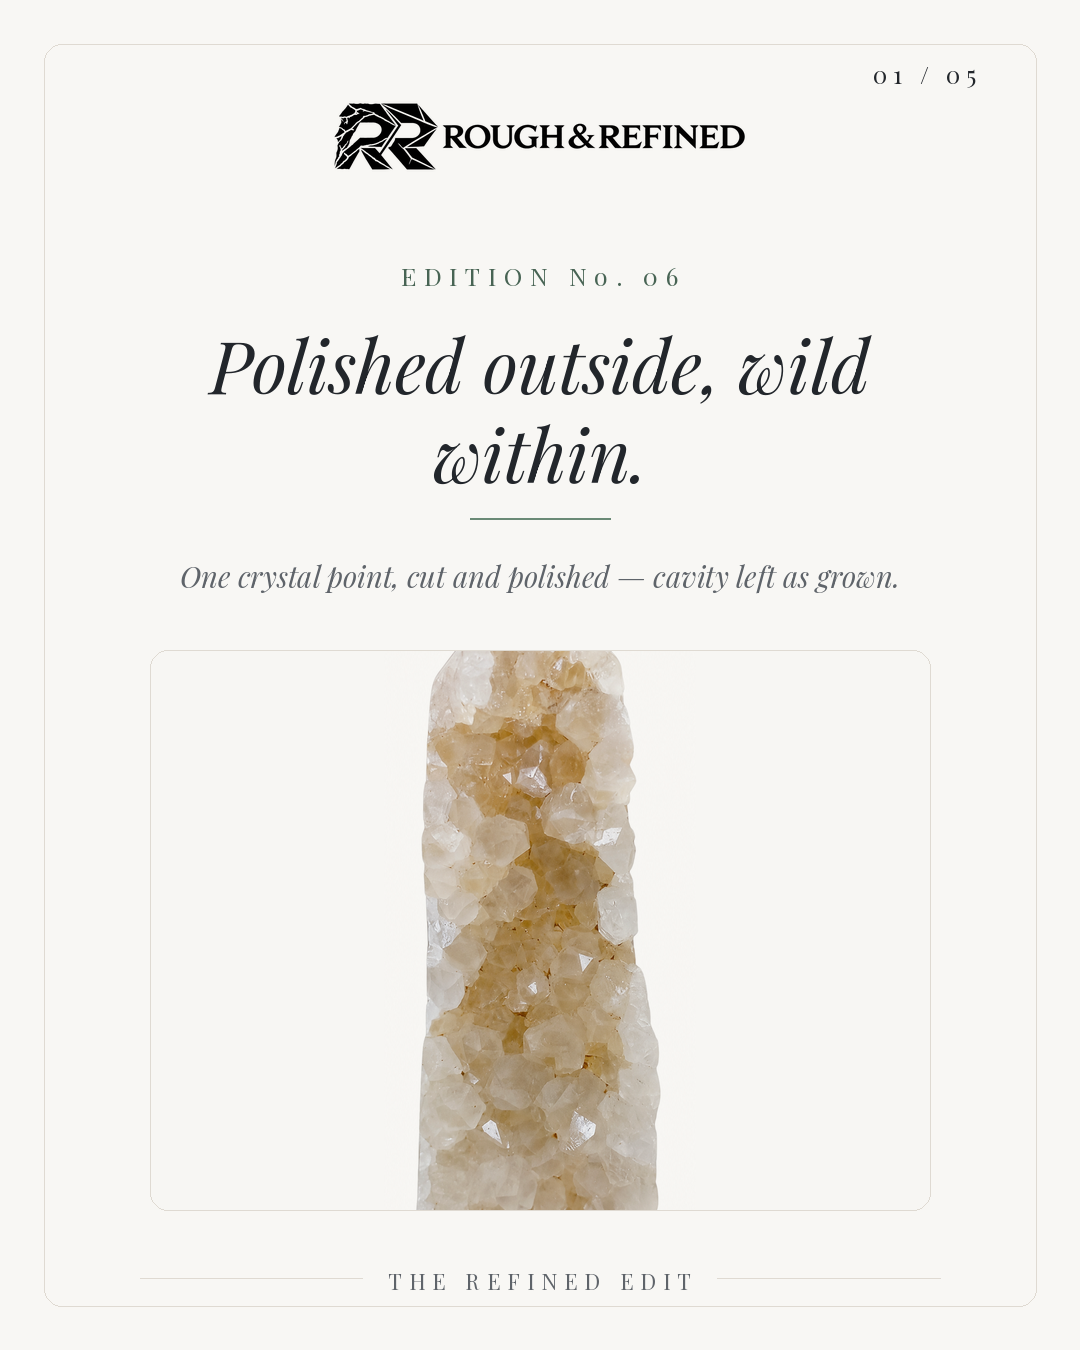 01 / 05
RR ROUGH & REFINED
EDITION No. 06
Polished outside, wild
within.
One crystal point, cut and polished — cavity left as grown.
THE REFINED EDIT